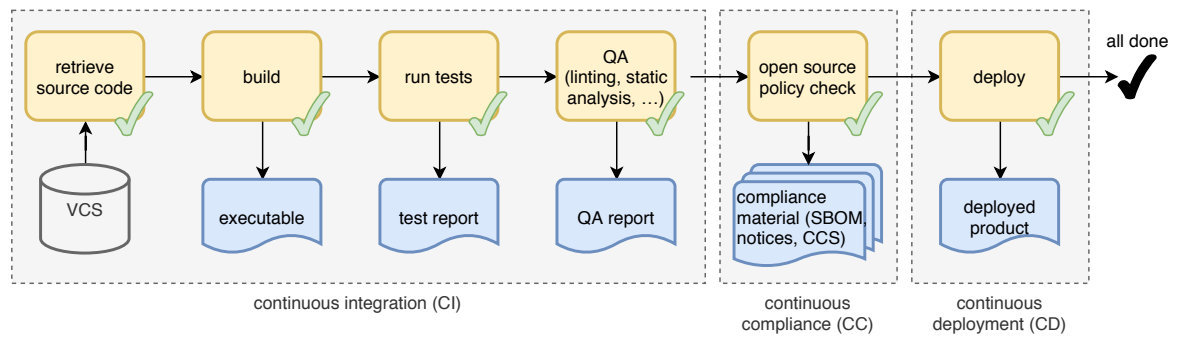 retrieve
source code
build
run tests
QA
(linting, static
analysis, …)
open source
policy check
deploy
all done
VCS
executable
test report
QA report
compliance
material (SBOM,
notices, CCS)
deployed
product
continuous integration (CI)
continuous
compliance (CC)
continuous
deployment (CD)